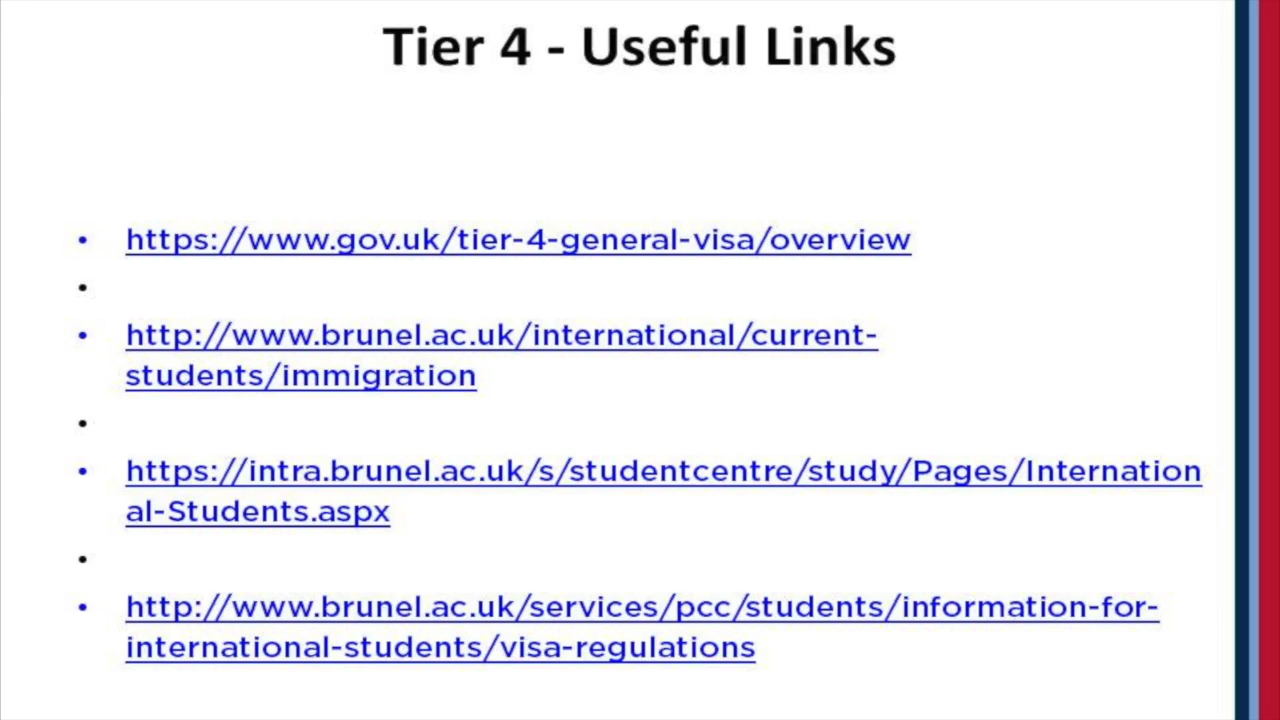 Tier 4 - Useful Links
• https://www.gov.uk/tier-4-general-visa/overview
•
• http://www.brunel.ac.uk/international/current-
students/immigration
•
• https://intra.brunel.ac.uk/s/studentcentre/study/Pages/Internation
al-Students.aspx
•
• http://www.brunel.ac.uk/services/pcc/students/information-for-
international-students/visa-regulations